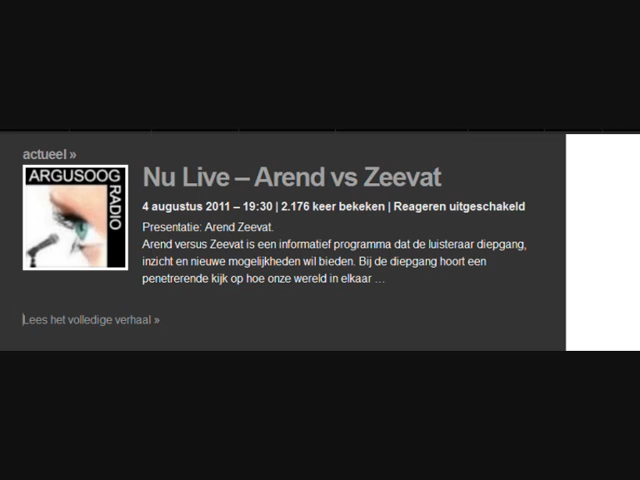 actueel »
ARGUSOOG
RADIO
Nu Live – Arend vs Zeevat
4 augustus 2011 – 19:30 | 2.176 keer bekeken | Reageren uitgeschakeld
Presentatie: Arend Zeevat.
Arend versus Zeevat is een informatief programma dat de luisteraar diepgang,
inzicht en nieuwe mogelijkheden wil bieden. Bij de diepgang hoort een
penetrerende kijk op hoe onze wereld in elkaar ...
Lees het volledige verhaal »